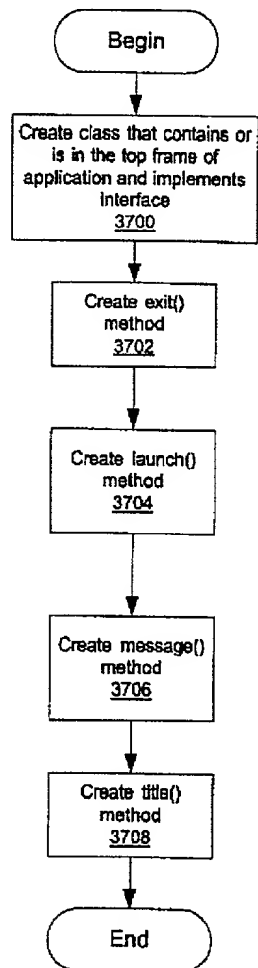 Begin
Create class that contains or
is in the top frame of
application and implements
interface
3700
Create exit()
method
3702
Create launch()
method
3704
Create message()
method
3706
Create title()
method
3708
End